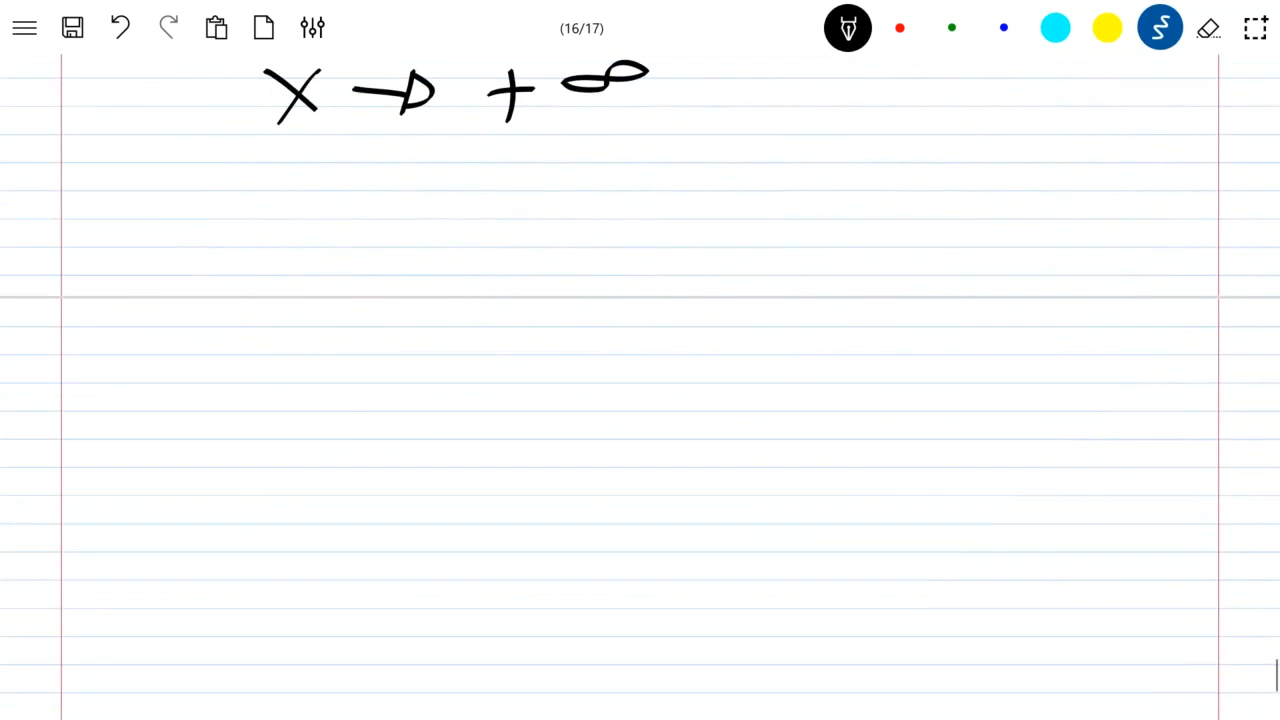 (16/17)
x → + ∞